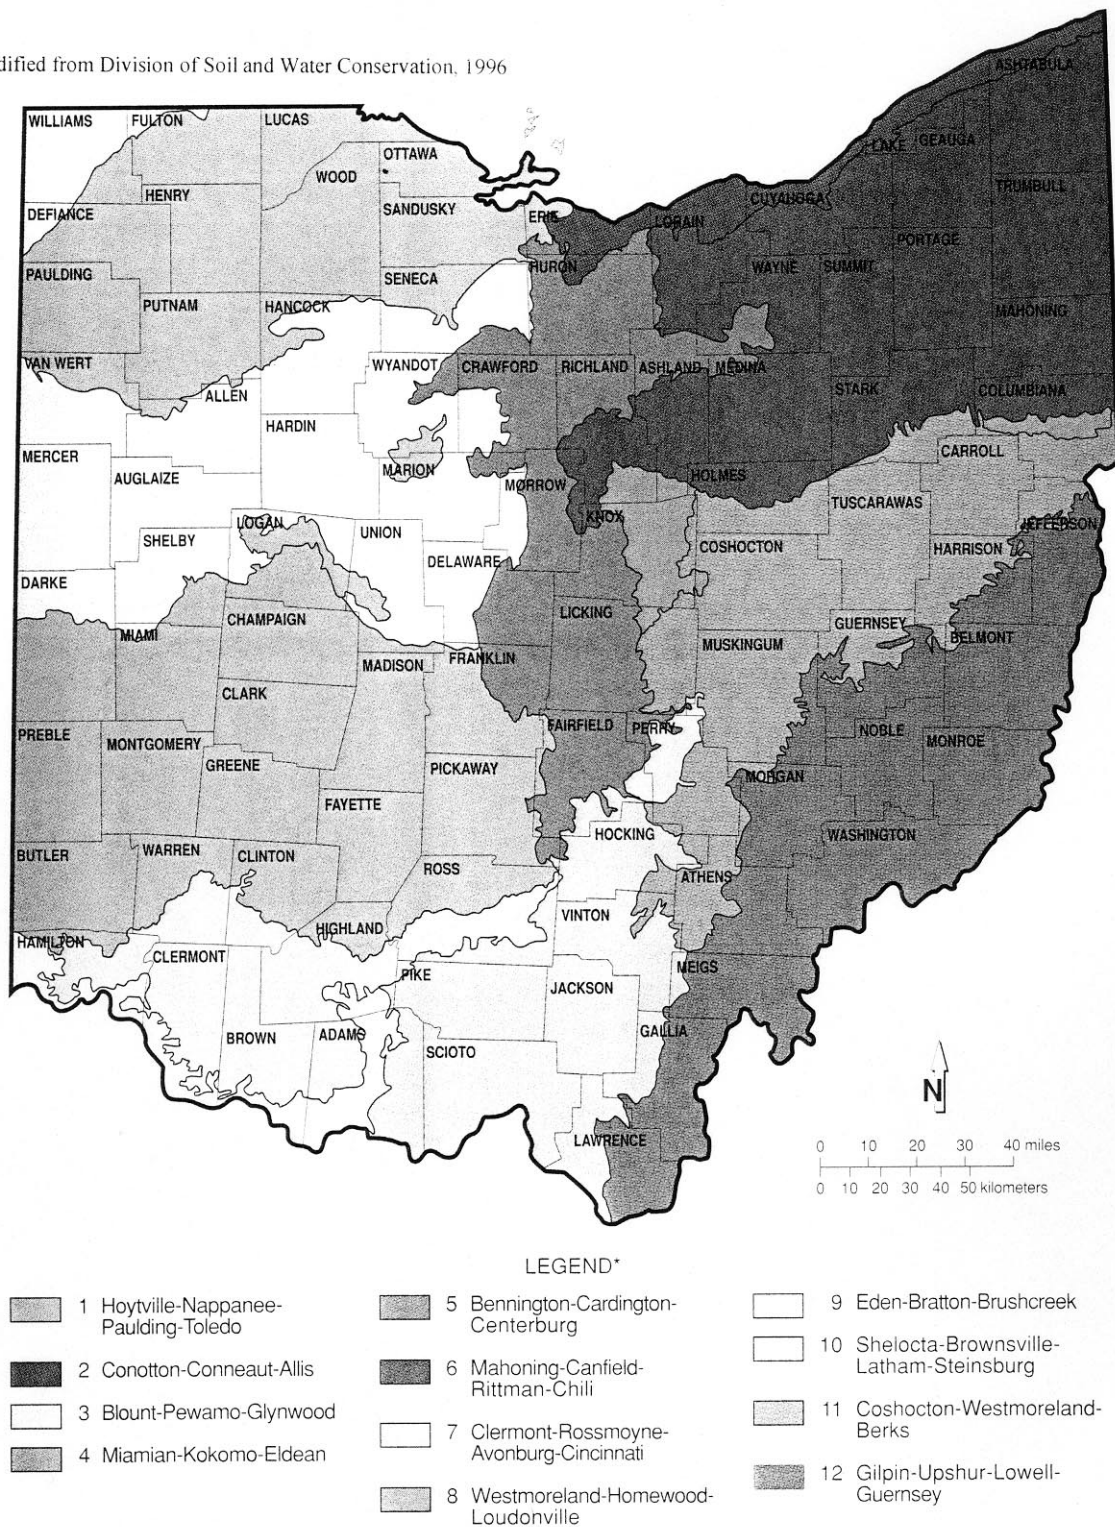 dified from Division of Soil and Water Conservation, 1996
ASHTABULA
WILLIAMS
FULTON
LUCAS
LAKE
GEAUGA
OTTAWA
WOOD
HENRY
TRUMBULL
CUYAHOGA
DEFIANCE
SANDUSKY
ERIE
LORAIN
PORTAGE
PAULDING
SENECA
HURON
WAYNE
SUMMIT
PUTNAM
HANCOCK
MAHONING
VAN WERT
WYANDOT
CRAWFORD
RICHLAND
ASHLAND
MEDINA
STARK
COLUMBIANA
ALLEN
HARDIN
MERCER
MARION
CARROLL
AUGLAIZE
MORROW
HOLMES
TUSCARAWAS
LOGAN
KNOX
JEFFERSON
UNION
SHELBY
COSHOCTON
HARRISON
DELAWARE
DARKE
LICKING
CHAMPAIGN
GUERNSEY
MIAMI
BELMONT
MUSKINGUM
FRANKLIN
MADISON
CLARK
FAIRFIELD
PERRY
NOBLE
PREBLE
MONTGOMERY
MONROE
GREENE
PICKAWAY
MORGAN
FAYETTE
HOCKING
WASHINGTON
BUTLER
WARREN
CLINTON
ROSS
ATHENS
VINTON
HIGHLAND
HAMILTON
CLERMONT
MEIGS
PIKE
JACKSON
GALLIA
BROWN
ADAMS
SCIOTO
LAWRENCE
N
0 10 20 30 40 miles
0 10 20 30 40 50 kilometers
LEGEND*
1 Hoytville-Nappanee-
Paulding-Toledo
2 Conotton-Conneaut-Allis
3 Blount-Pewamo-Glynwood
4 Miamian-Kokomo-Eldean
5 Bennington-Cardington-
Centerburg
6 Mahoning-Canfield-
Rittman-Chili
7 Clermont-Rossmoyne-
Avonburg-Cincinnati
8 Westmoreland-Homewood-
Loudonville
9 Eden-Bratton-Brushcreek
10 Shelocta-Brownsville-
Latham-Steinsburg
11 Coshocton-Westmoreland-
Berks
12 Gilpin-Upshur-Lowell-
Guernsey